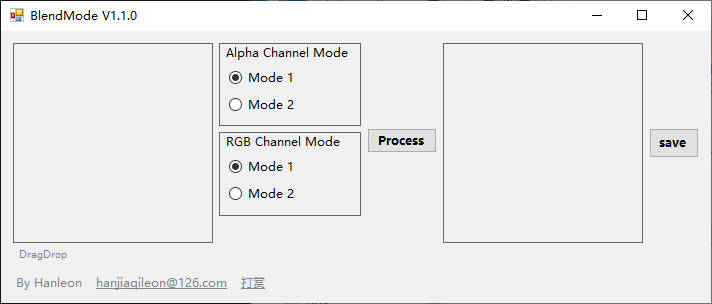 BlendMode V1.1.0
Alpha Channel Mode
Mode 1
Mode 2
RGB Channel Mode
Mode 1
Mode 2
Process
save
DragDrop
By Hanleon hanjiaqileon@126.com 打赏